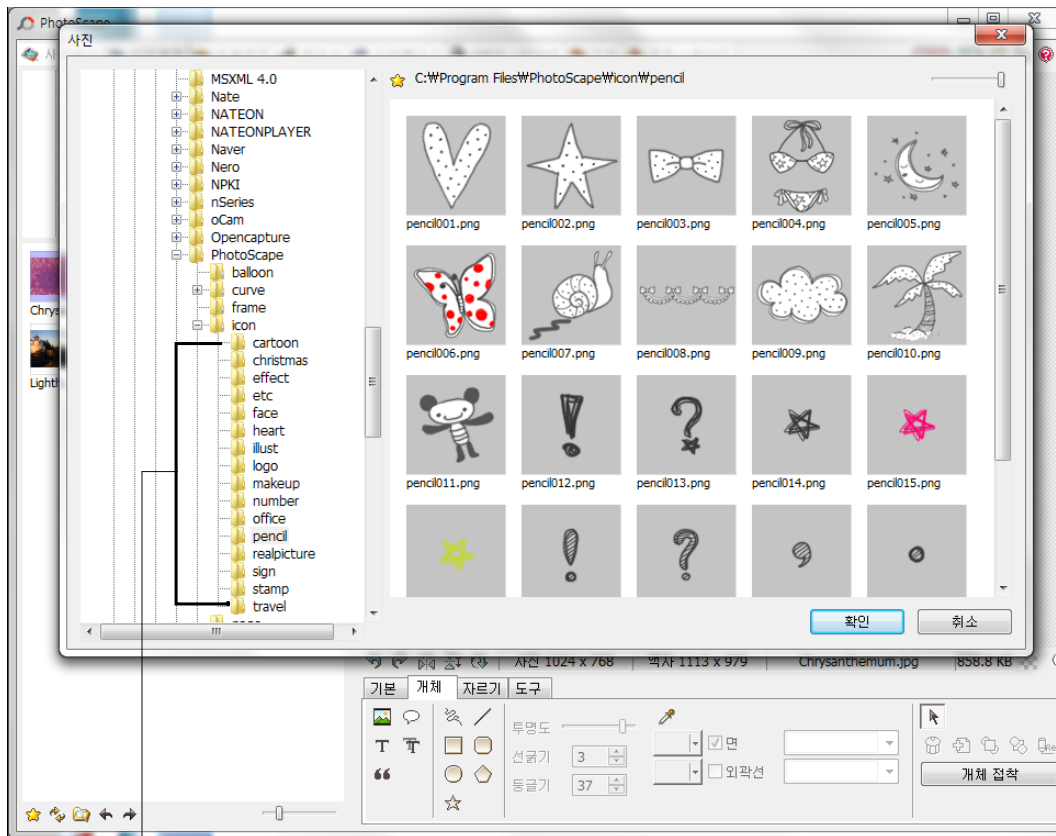 PhotoScape
사진
MSXML 4.0
Nate
NATEON
NATEONPLAYER
Naver
Nero
NPKI
nSeries
oCam
Opencapture
PhotoScape
balloon
curve
frame
icon
cartoon
christmas
effect
etc
face
heart
illust
logo
makeup
number
office
pencil
realpicture
sign
stamp
travel
C:₩Program Files₩PhotoScape₩icon₩pencil
pencil001.png pencil002.png pencil003.png pencil004.png pencil005.png
pencil006.png pencil007.png pencil008.png pencil009.png pencil010.png
pencil011.png pencil012.png pencil013.png pencil014.png pencil015.png
확인 취소
Chrys
Lighth
사진 1024 x 768 액자 1113 x 979 Chrysanthemum.jpg 858.8 KB
기본 개체 자르기 도구
투명도 면
선굵기 3
외곽선
둥글기 37
개체 접착